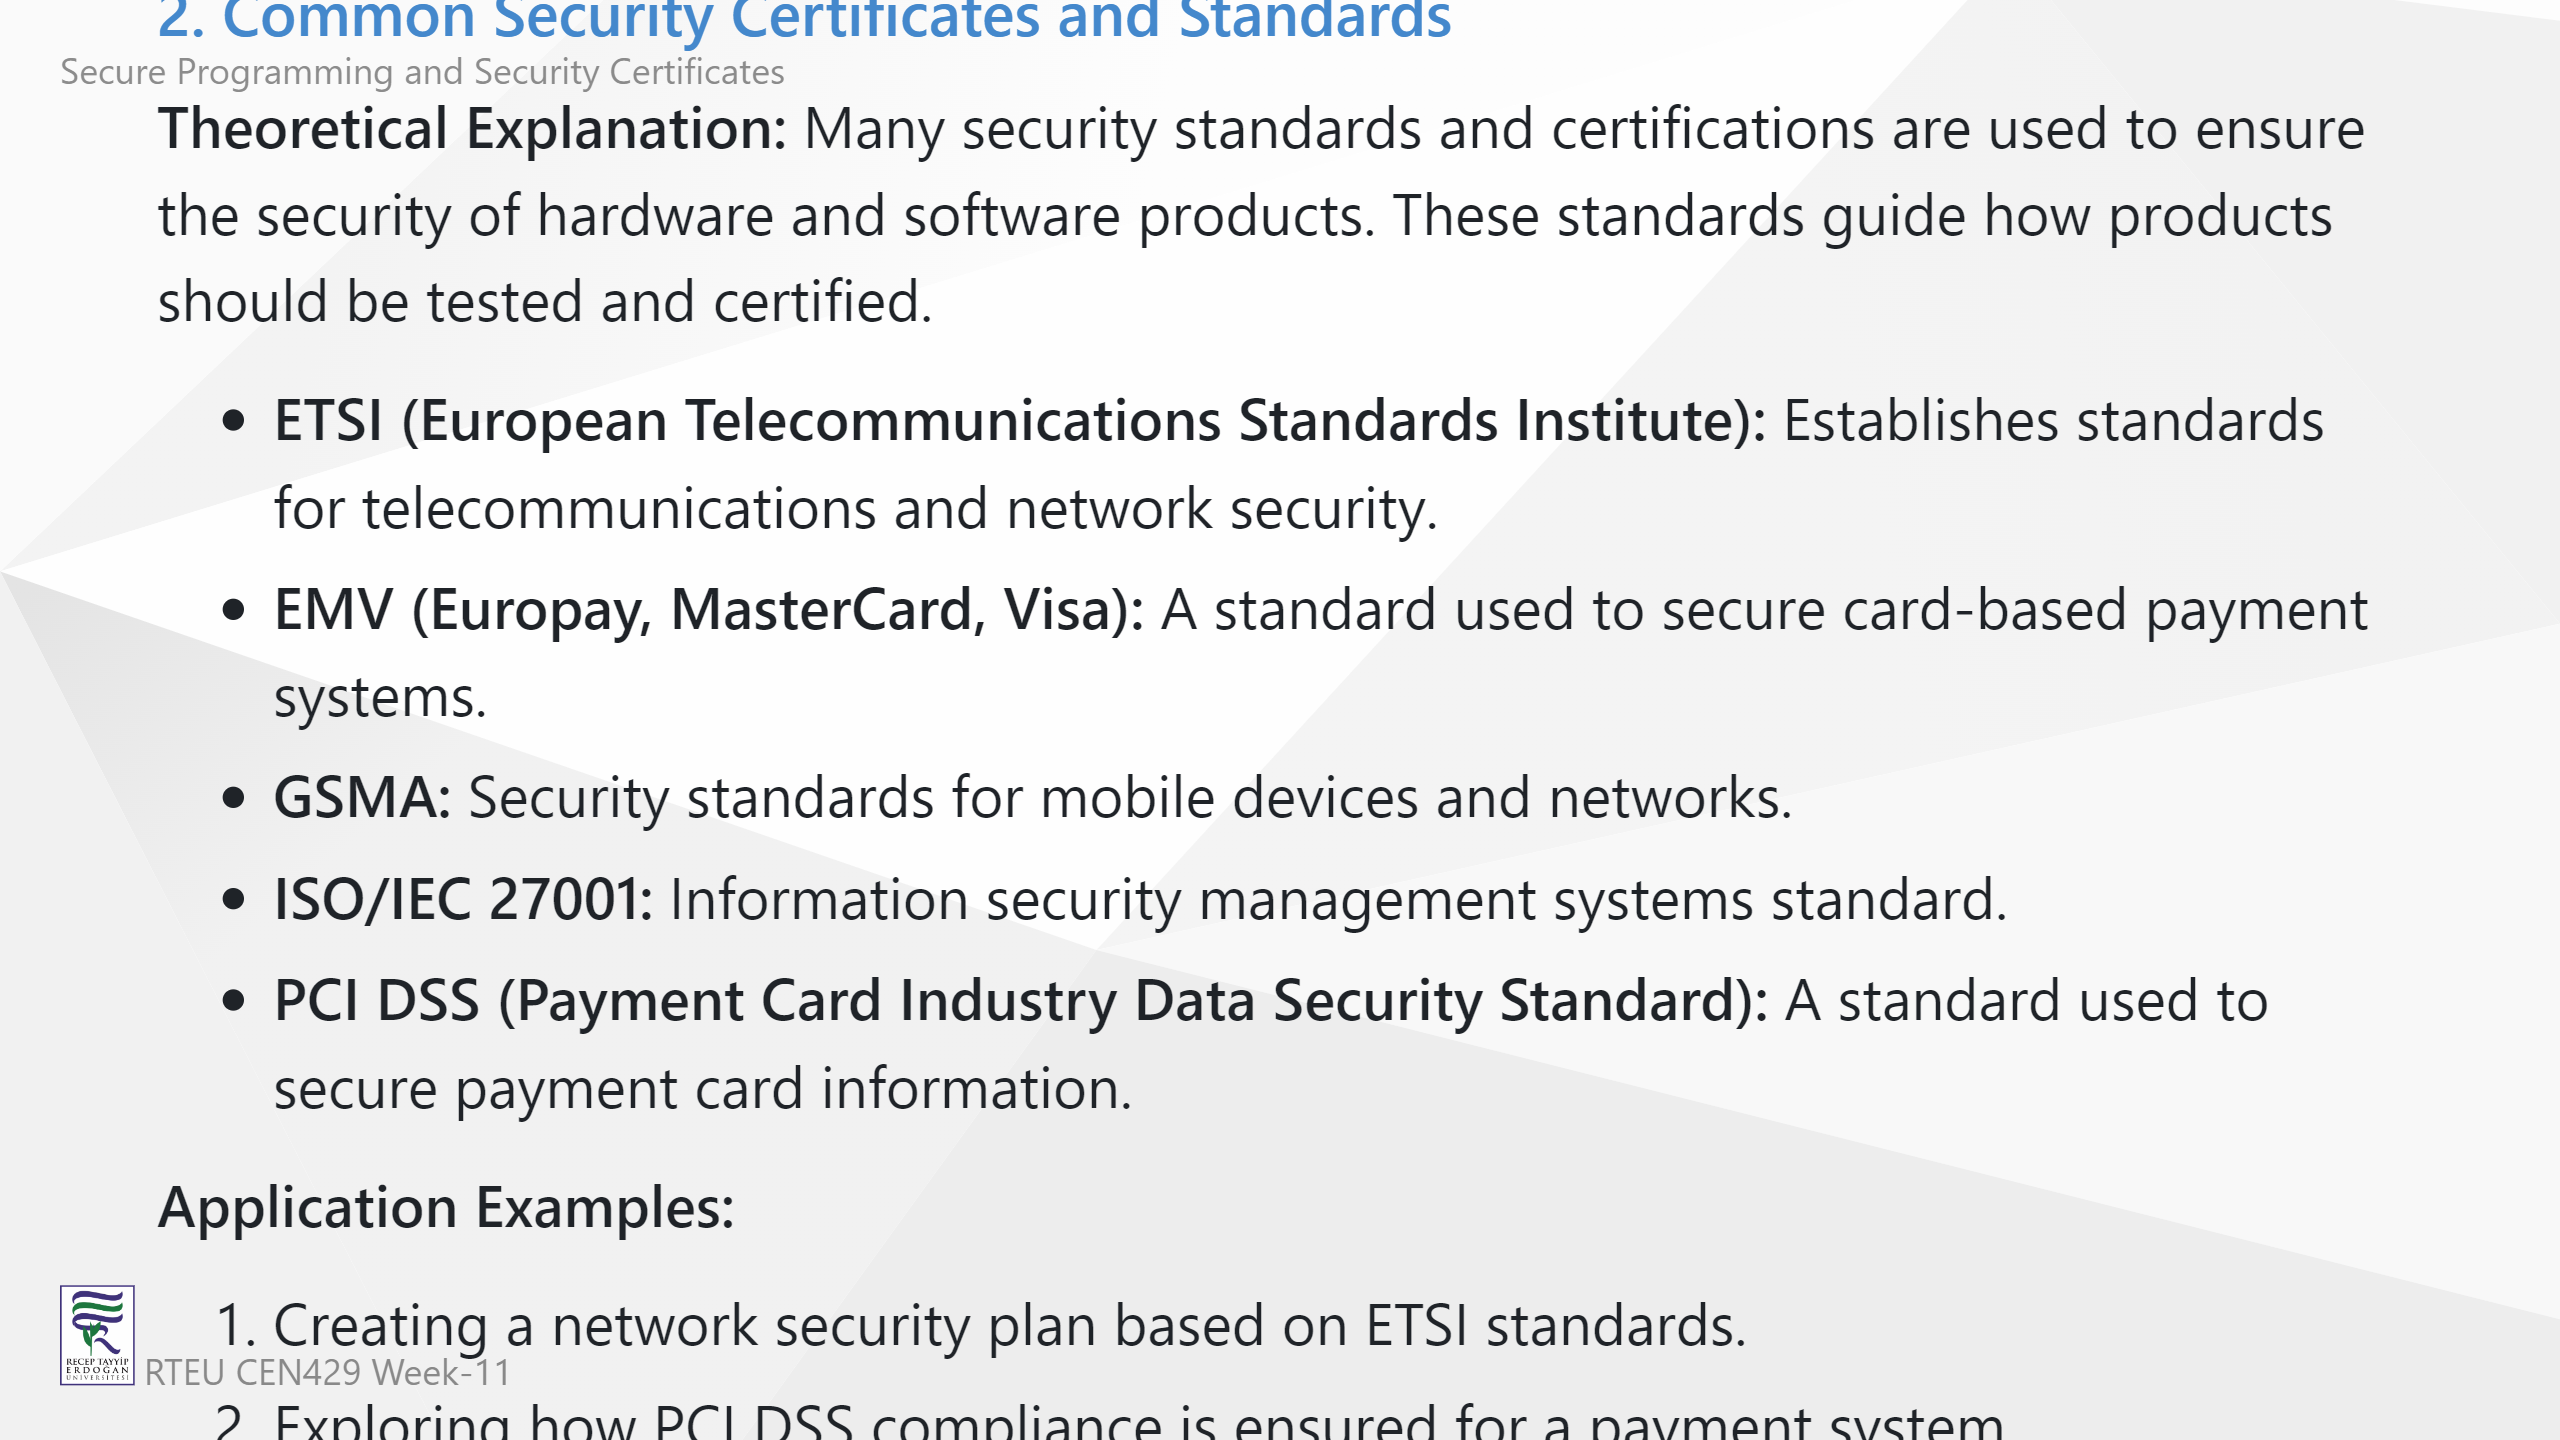 2. Common Security Certificates and Standards
Secure Programming and Security Certificates
Theoretical Explanation: Many security standards and certifications are used to ensure
the security of hardware and software products. These standards guide how products
should be tested and certified.
• ETSI (European Telecommunications Standards Institute): Establishes standards
for telecommunications and network security.
• EMV (Europay, MasterCard, Visa): A standard used to secure card-based payment
systems.
• GSMA: Security standards for mobile devices and networks.
• ISO/IEC 27001: Information security management systems standard.
• PCI DSS (Payment Card Industry Data Security Standard): A standard used to
secure payment card information.
Application Examples:
1. Creating a network security plan based on ETSI standards.
RECEP TAYYİP
ERDOĞAN
ÜNİVERSİTESİ
RTEU CEN429 Week-11
2. Exploring how PCI DSS compliance is ensured for a payment system